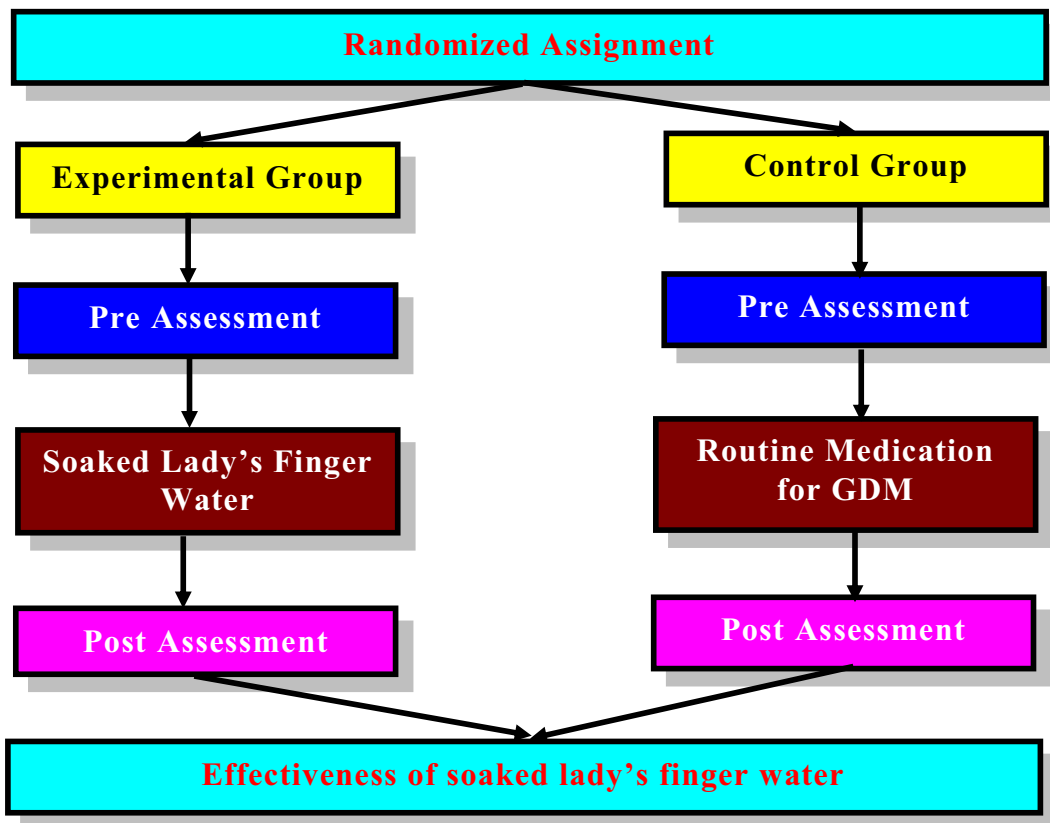 Randomized Assignment
Experimental Group
Control Group
Pre Assessment
Pre Assessment
Soaked Lady’s Finger
Water
Routine Medication
for GDM
Post Assessment
Post Assessment
Effectiveness of soaked lady’s finger water